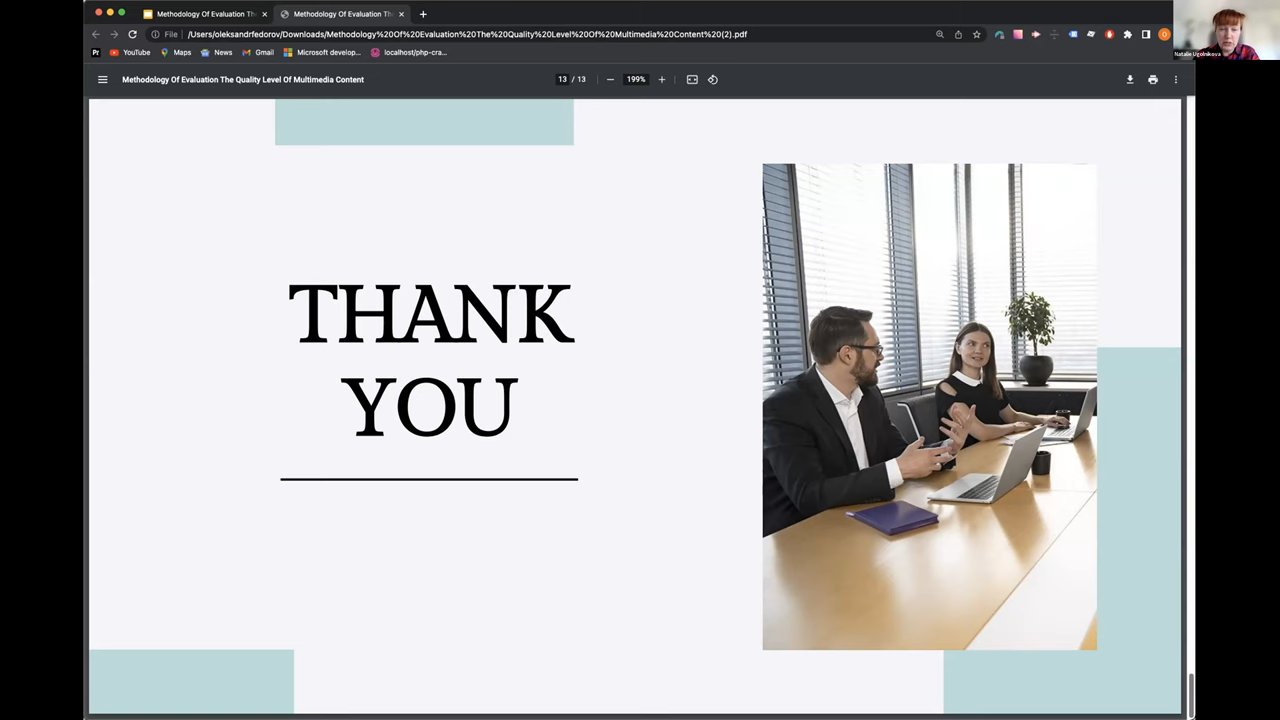 Methodology Of Evaluation Th
Methodology Of Evaluation Th
File
/Users/oleksandrfedorov/Downloads/Methodology%20Of%20Evaluation%20The%20Quality%20Level%20Of%20Multimedia%20Content%20(2).pdf
YouTube
Maps
News
Gmail
Microsoft develop...
localhost/php-cra...
Methodology Of Evaluation The Quality Level Of Multimedia Content
13 / 13
199%
THANK
YOU
Natalie Ugolnikova